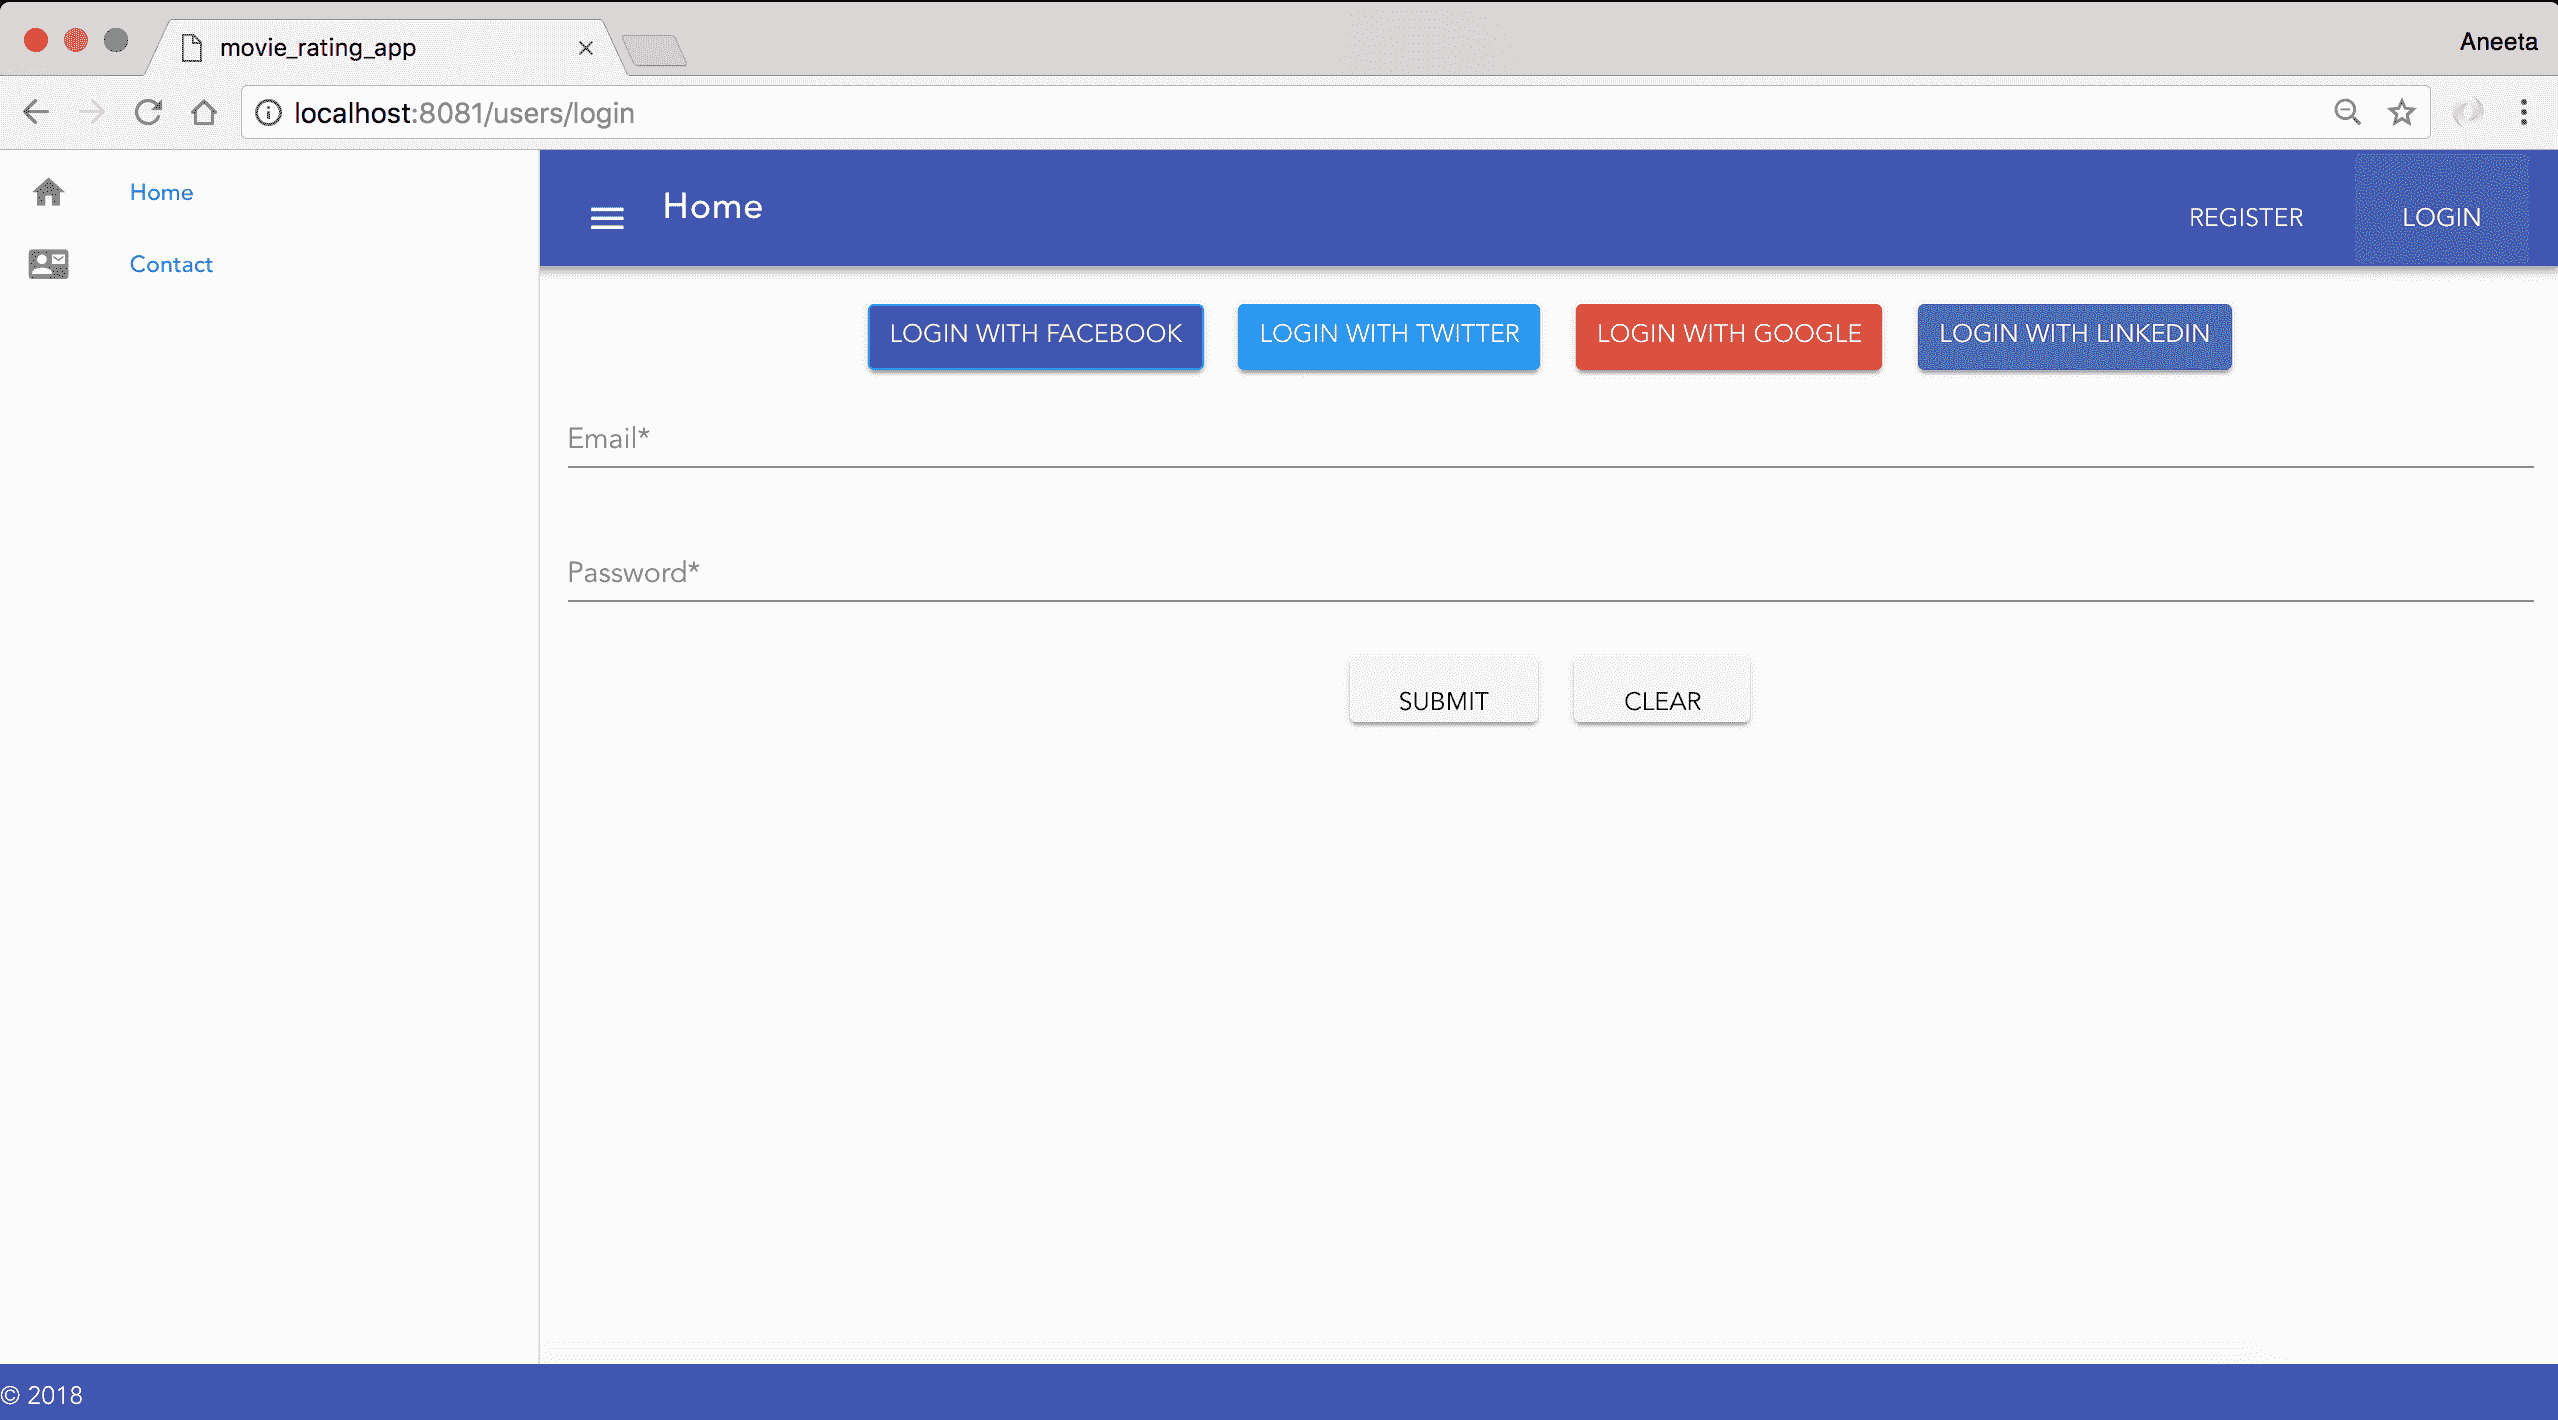 movie_rating_app
Aneeta
localhost:8081/users/login
Home
Contact
Home
REGISTER
LOGIN
LOGIN WITH FACEBOOK
LOGIN WITH TWITTER
LOGIN WITH GOOGLE
LOGIN WITH LINKEDIN
Email*
Password*
SUBMIT
CLEAR
© 2018